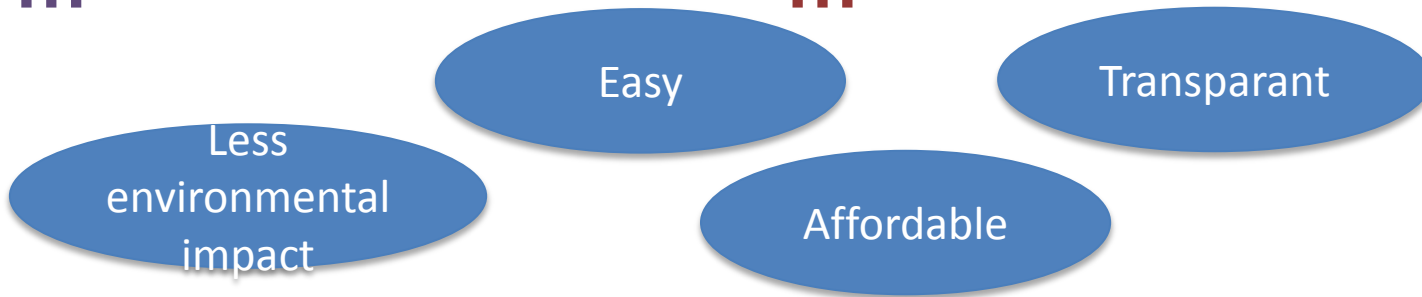 Easy
Transparant
Less
environmental
impact
Affordable